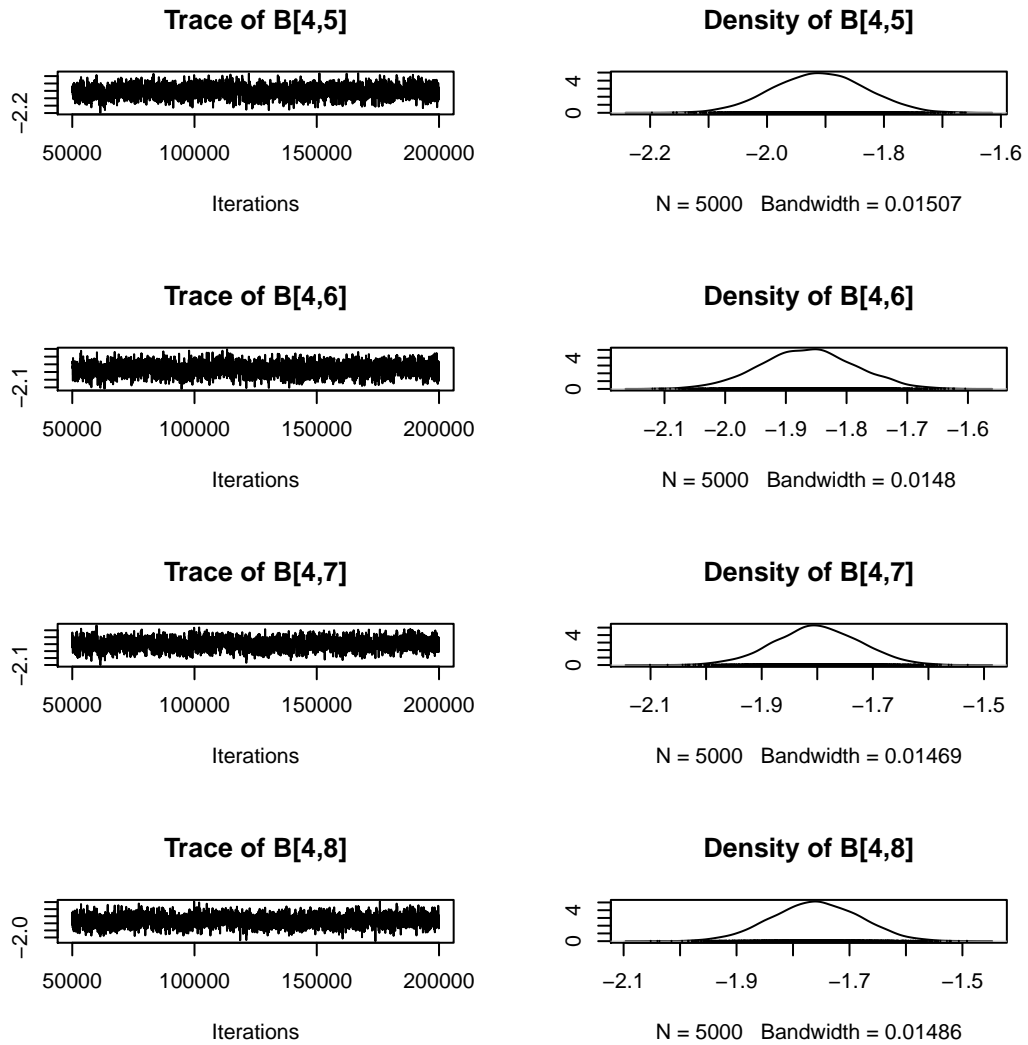 Trace of B[4,5]
−2.2
50000 100000 150000 200000
Iterations
Density of B[4,5]
0 4
−2.2 −2.0 −1.8 −1.6
N = 5000 Bandwidth = 0.01507
Trace of B[4,6]
−2.1
50000 100000 150000 200000
Iterations
Density of B[4,6]
0 4
−2.1 −2.0 −1.9 −1.8 −1.7 −1.6
N = 5000 Bandwidth = 0.0148
Trace of B[4,7]
−2.1
50000 100000 150000 200000
Iterations
Density of B[4,7]
0 4
−2.1 −1.9 −1.7 −1.5
N = 5000 Bandwidth = 0.01469
Trace of B[4,8]
−2.0
50000 100000 150000 200000
Iterations
Density of B[4,8]
0 4
−2.1 −1.9 −1.7 −1.5
N = 5000 Bandwidth = 0.01486